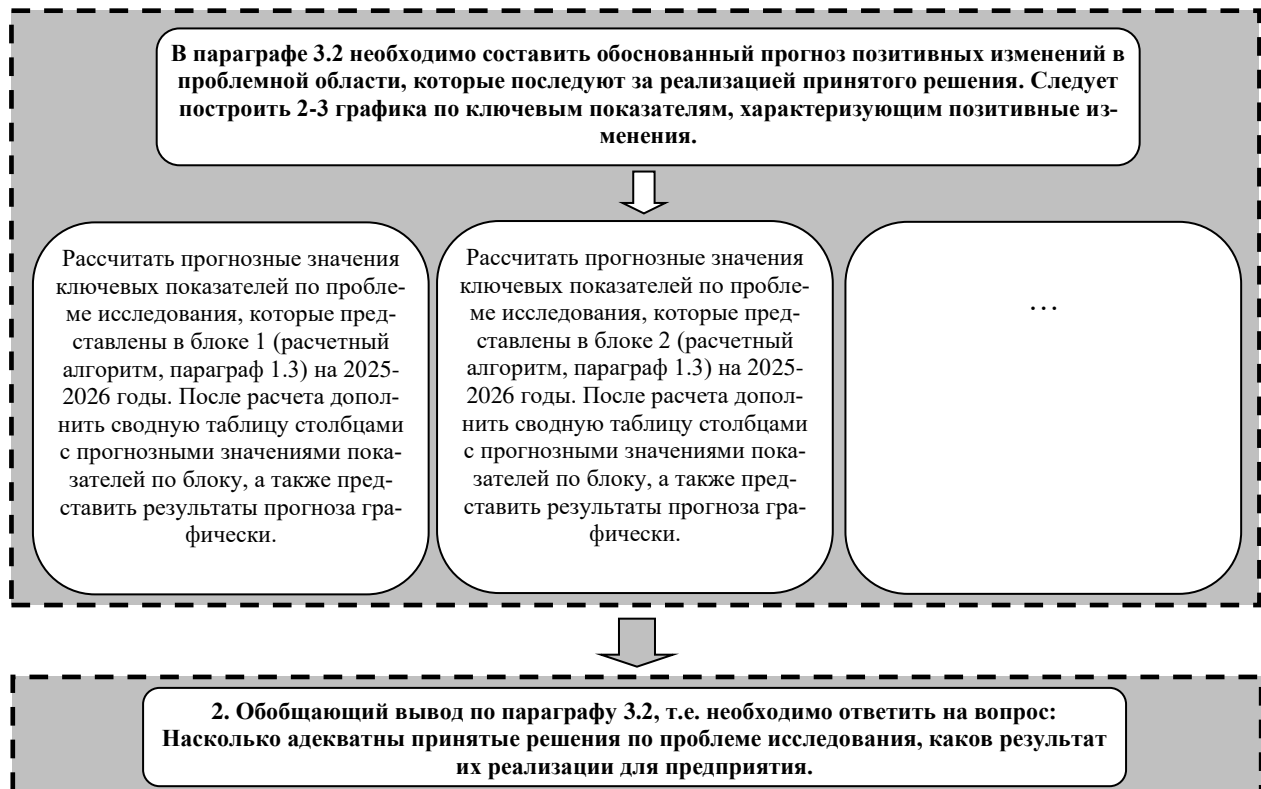 В параграфе 3.2 необходимо составить обоснованный прогноз позитивных изменений в
проблемной области, которые последуют за реализацией принятого решения. Следует
построить 2-3 графика по ключевым показателям, характеризующим позитивные из-
менения.
Рассчитать прогнозные значения
ключевых показателей по пробле-
ме исследования, которые пред-
ставлены в блоке 1 (расчетный
алгоритм, параграф 1.3) на 2025-
2026 годы. После расчета допол-
нить сводную таблицу столбцами
с прогнозными значениями пока-
зателей по блоку, а также пред-
ставить результаты прогноза гра-
фически.
Рассчитать прогнозные значения
ключевых показателей по пробле-
ме исследования, которые пред-
ставлены в блоке 2 (расчетный
алгоритм, параграф 1.3) на 2025-
2026 годы. После расчета допол-
нить сводную таблицу столбцами
с прогнозными значениями пока-
зателей по блоку, а также пред-
ставить результаты прогноза гра-
фически.
…
2. Обобщающий вывод по параграфу 3.2, т.е. необходимо ответить на вопрос:
Насколько адекватны принятые решения по проблеме исследования, каков результат
их реализации для предприятия.